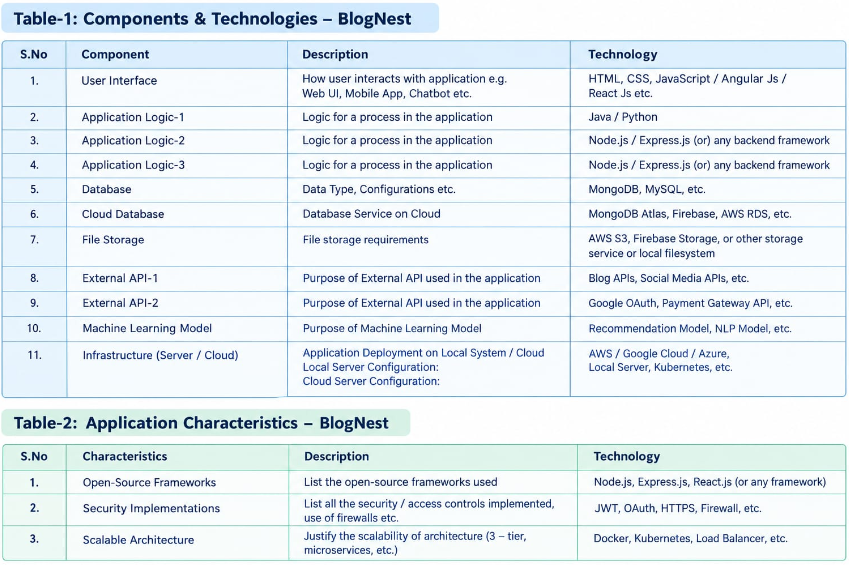 Table-1: Components & Technologies – BlogNest
S.No Component Description Technology
1. User Interface How user interacts with application e.g. HTML, CSS, JavaScript / Angular Js /
Web UI, Mobile App, Chatbot etc. React Js etc.
2. Application Logic-1 Logic for a process in the application Java / Python
3. Application Logic-2 Logic for a process in the application Node.js / Express.js (or) any backend framework
4. Application Logic-3 Logic for a process in the application Node.js / Express.js (or) any backend framework
5. Database Data Type, Configurations etc. MongoDB, MySQL, etc.
6. Cloud Database Database Service on Cloud MongoDB Atlas, Firebase, AWS RDS, etc.
7. File Storage File storage requirements AWS S3, Firebase Storage, or other storage
service or local filesystem
8. External API-1 Purpose of External API used in the application Blog APIs, Social Media APIs, etc.
9. External API-2 Purpose of External API used in the application Google OAuth, Payment Gateway API, etc.
10. Machine Learning Model Purpose of Machine Learning Model Recommendation Model, NLP Model, etc.
11. Infrastructure (Server / Cloud) Application Deployment on Local System / Cloud AWS / Google Cloud / Azure,
Local Server Configuration: Local Server, Kubernetes, etc.
Cloud Server Configuration:
Table-2: Application Characteristics – BlogNest
S.No Characteristics Description Technology
1. Open-Source Frameworks List the open-source frameworks used Node.js, Express.js, React.js (or any framework)
2. Security Implementations List all the security / access controls implemented, JWT, OAuth, HTTPS, Firewall, etc.
use of firewalls etc.
3. Scalable Architecture Justify the scalability of architecture (3 – tier, Docker, Kubernetes, Load Balancer, etc.
microservices, etc.)